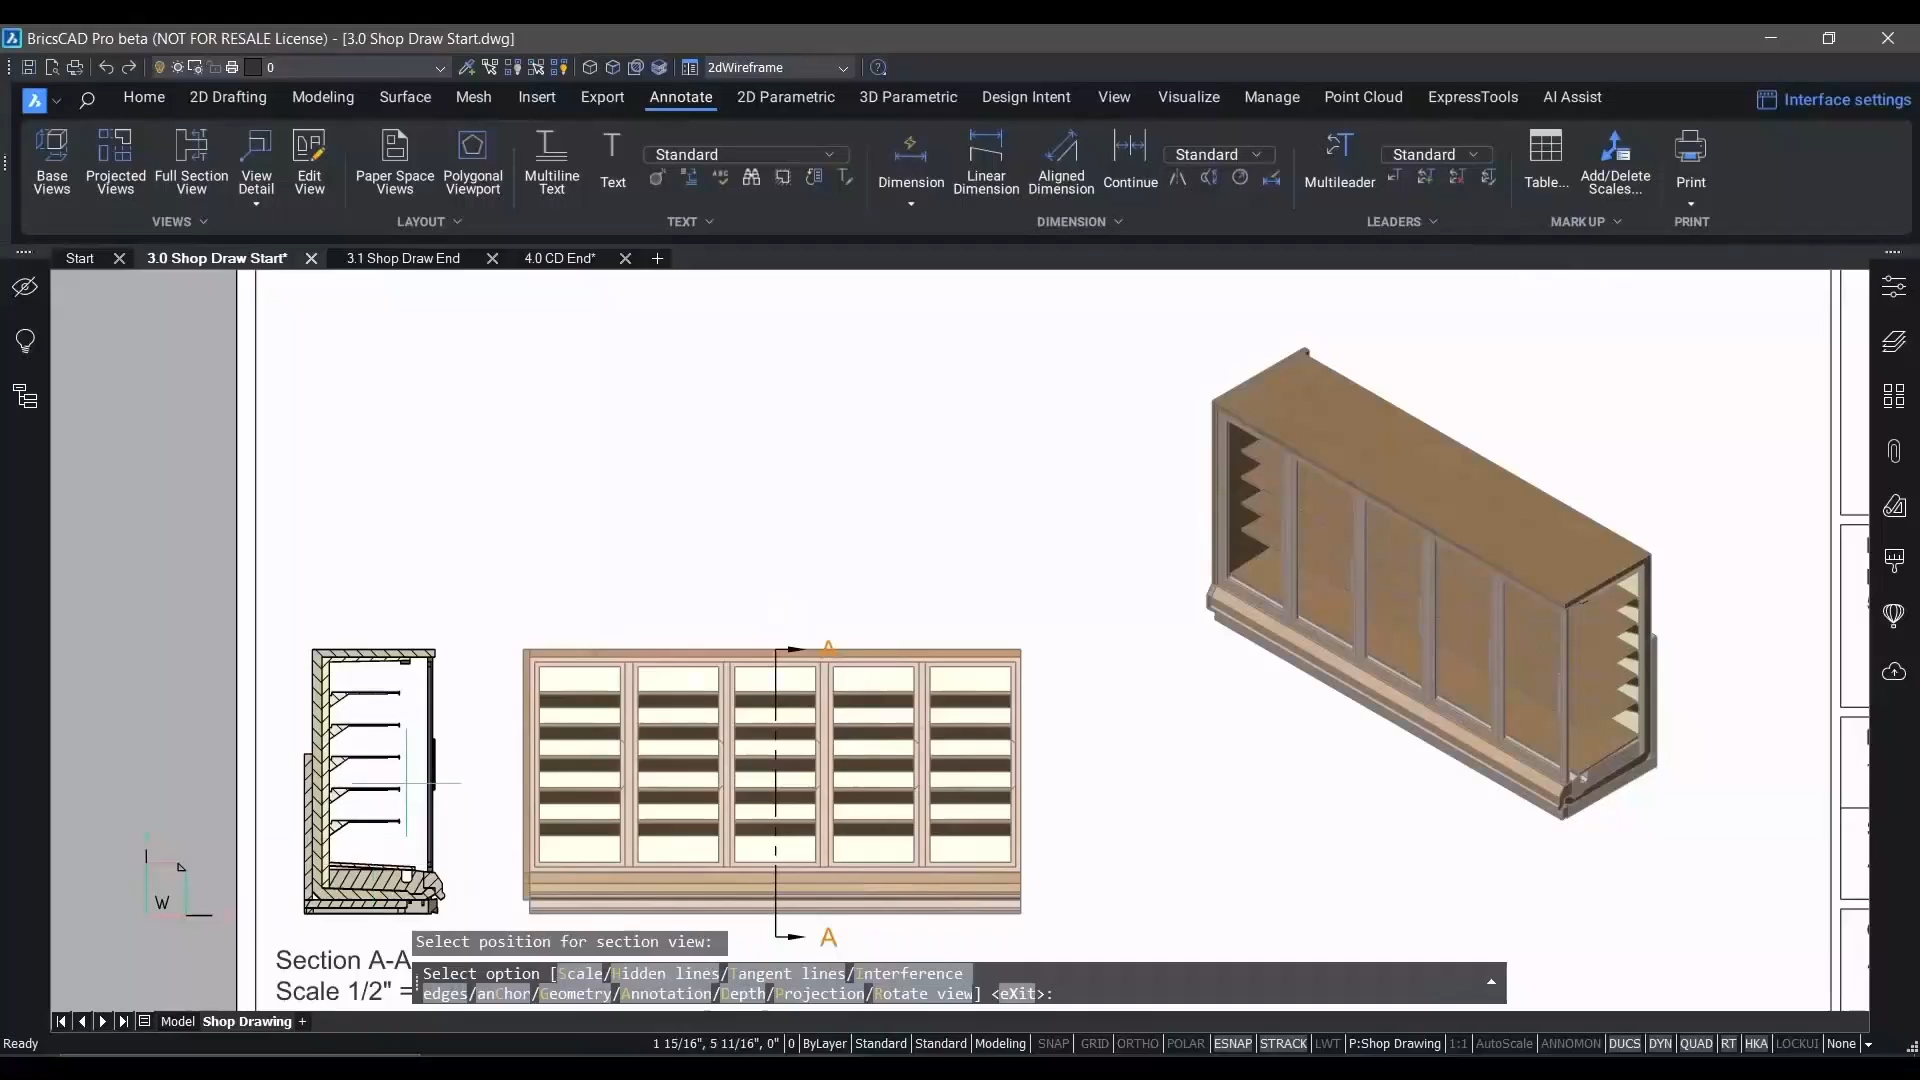 BricsCAD Pro beta (NOT FOR RESALE License) - [3.0 Shop Draw Start.dwg]
0
2dWireframe
Home 2D Drafting Modeling Surface Mesh Insert Export Annotate 2D Parametric 3D Parametric Design Intent View Visualize Manage Point Cloud ExpressTools AI Assist Interface settings
Base Views
Projected Views
Full Section View
View Detail
Edit View
Paper Space Views
Polygonal Viewport
Multiline Text
Text
Standard
Dimension
Linear Dimension
Aligned Dimension
Continue
Standard
Multileader
Standard
Table...
Add/Delete Scales...
Print
VIEWS LAYOUT TEXT DIMENSION LEADERS MARK UP PRINT
Start 3.0 Shop Draw Start* 3.1 Shop Draw End 4.0 CD End*
A
W
A
Section A-A
Scale 1/2" =
Select position for section view:
Select option [Scale/Hidden lines/Tangent lines/Interference
edges/anChor/Geometry/Annotation/Depth/Projection/Rotate view] <eXit>:
Model Shop Drawing +
Ready 1 15/16", 5 11/16", 0" 0 ByLayer Standard Standard Modeling SNAP GRID ORTHO POLAR ESNAP STRACK LWT P:Shop Drawing 1:1 AutoScale ANNOMON DUCS DYN QUAD RT HKA LOCKUI None